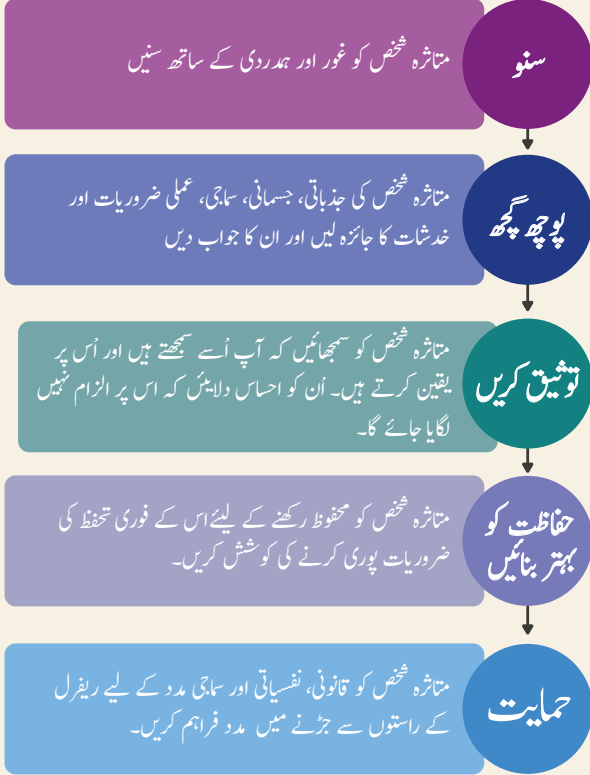 سنو
متاثرہ شخص کو غور اور ہمدردی کے ساتھ سنیں
پوچھ گچھ
متاثرہ شخص کی جذباتی، جسمانی، سماجی، عملی ضروریات اور
خدشات کا جائزہ لیں اور ان کا جواب دیں
توثیق کریں
متاثرہ شخص کو سمجھائیں کہ آپ اُسے سمجھتے ہیں اور اُس پر
یقین کرتے ہیں۔ اُن کو احساس دلایئں کہ اس پر الزام نہیں
لگایا جائے گا۔
حفاظت کو
بہتر بنائیں
متاثرہ شخص کو محفوظ رکھنے کے لیئے اس کے فوری تحفظ کی
ضروریات پوری کرنے کی کوشش کریں۔
حمایت
متاثرہ شخص کو قانونی، نفسیاتی اور سماجی مدد کے لیے ریفرل
کے راستوں سے جڑنے میں مدد فراہم کریں۔